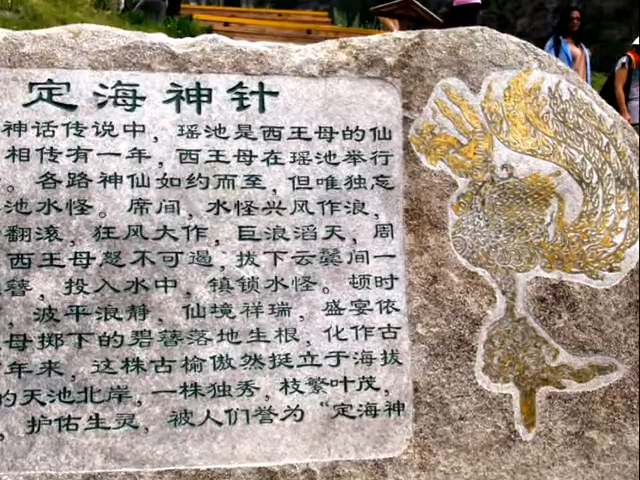 定海神针
神话传说中，瑶池是西王母的仙
相传有一年，西王母在瑶池举行
。各路神仙如约而至，但唯独忘
池水怪。席间，水怪兴风作浪，
翻滚，狂风大作，巨浪滔天，周
西王母怒不可遏，拔下云鬓间一
簪，投入水中，镇锁水怪。顿时
，波平浪静，仙境祥瑞，盛宴依
母掷下的碧簪落地生根，化作古
年来，这株古榆傲然挺立于海拔
的天池北岸，一株独秀，枝繁叶茂，
，护佑生灵，被人们誉为“定海神